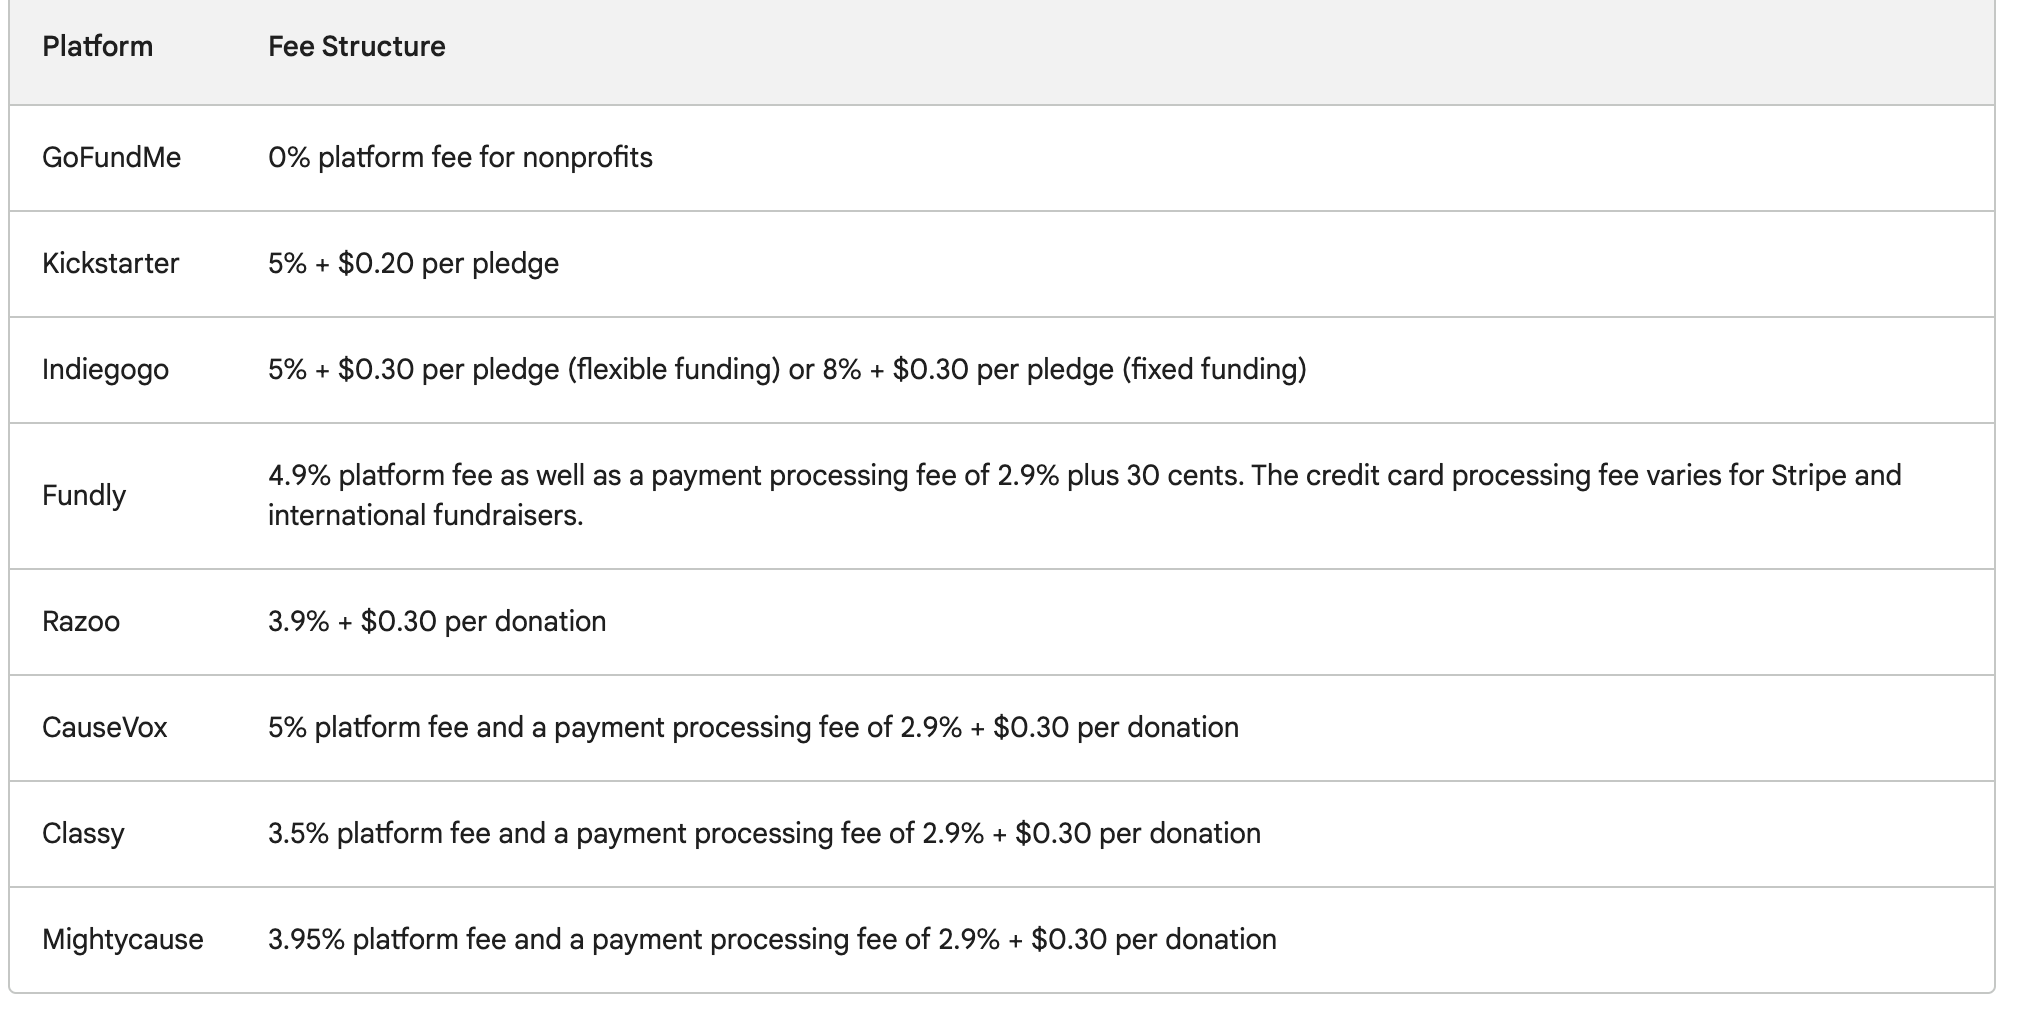 Platform Fee Structure
GoFundMe 0% platform fee for nonprofits
Kickstarter 5% + $0.20 per pledge
Indiegogo 5% + $0.30 per pledge (flexible funding) or 8% + $0.30 per pledge (fixed funding)
Fundly 4.9% platform fee as well as a payment processing fee of 2.9% plus 30 cents. The credit card processing fee varies for Stripe and
international fundraisers.
Razoo 3.9% + $0.30 per donation
CauseVox 5% platform fee and a payment processing fee of 2.9% + $0.30 per donation
Classy 3.5% platform fee and a payment processing fee of 2.9% + $0.30 per donation
Mightycause 3.95% platform fee and a payment processing fee of 2.9% + $0.30 per donation